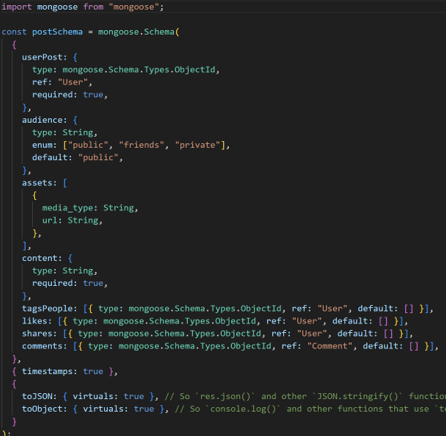 import mongoose from "mongoose";
const postSchema = mongoose.Schema(
{
userPost: {
type: mongoose.Schema.Types.ObjectId,
ref: "User",
required: true,
},
audience: {
type: String,
enum: ["public", "friends", "private"],
default: "public",
},
assets: [
{
media_type: String,
url: String,
},
],
content: {
type: String,
required: true,
},
tagsPeople: [{ type: mongoose.Schema.Types.ObjectId, ref: "User", default: [] }],
likes: [{ type: mongoose.Schema.Types.ObjectId, ref: "User", default: [] }],
shares: [{ type: mongoose.Schema.Types.ObjectId, ref: "User", default: [] }],
comments: [{ type: mongoose.Schema.Types.ObjectId, ref: "Comment", default: [] }],
},
{ timestamps: true },
{
toJSON: { virtuals: true }, // So `res.json()` and other `JSON.stringify()` function
toObject: { virtuals: true }, // So `console.log()` and other functions that use
}
);